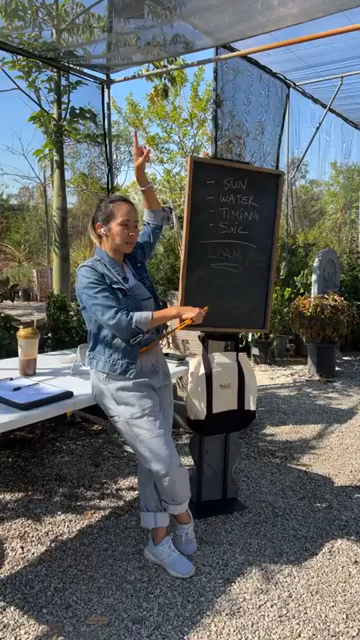 - SUN
- WATER
- TIMING
- SOIL
LOAM